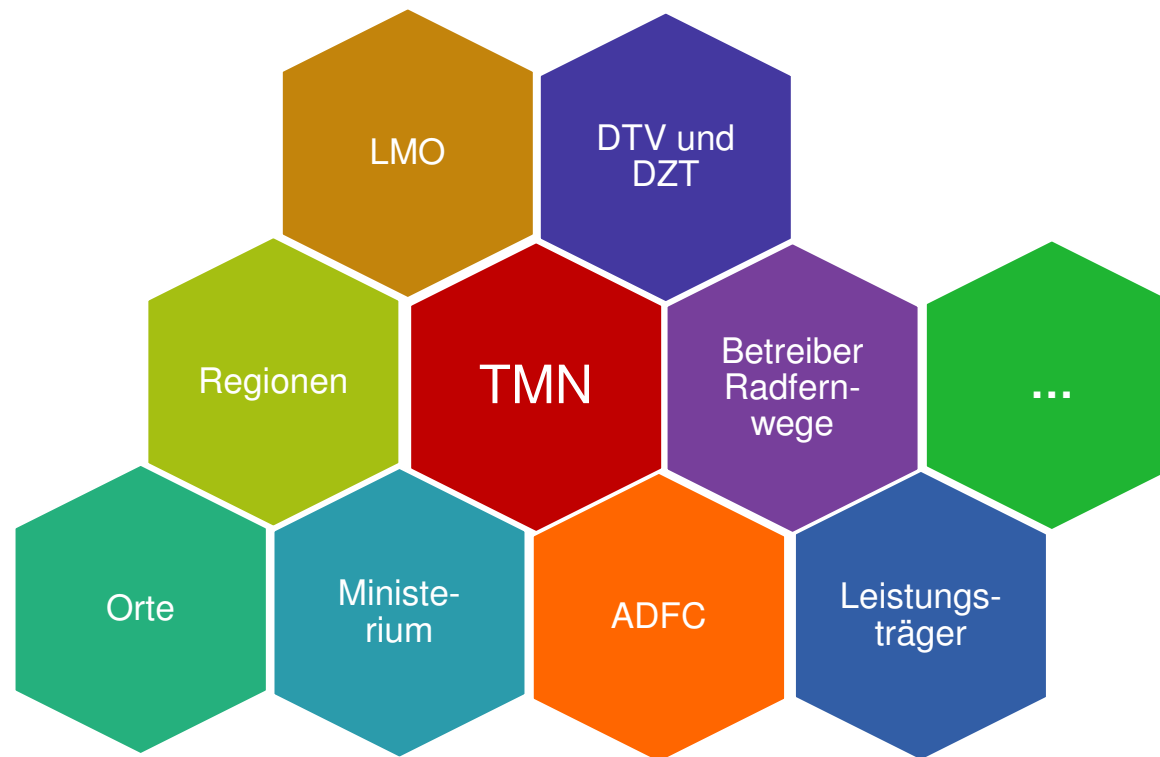 LMO
DTV und
DZT
Regionen
TMN
Betreiber
Radfern-
wege
...
Orte
Ministe-
rium
ADFC
Leistungs-
träger